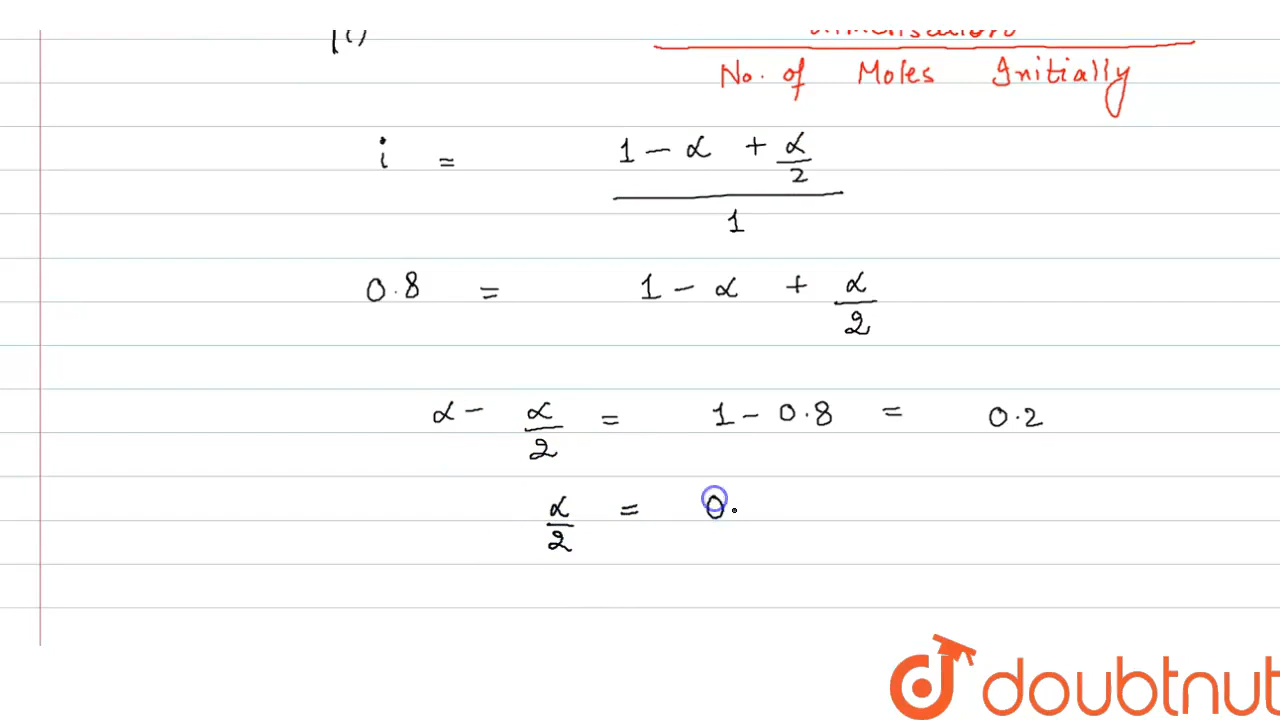 (i)
dimerisation
No. of Moles Initially
i = (1 - α + α/2) / 1
0.8 = 1 - α + α/2
α - α/2 = 1 - 0.8 = 0.2
α/2 = 0.
doubtnut